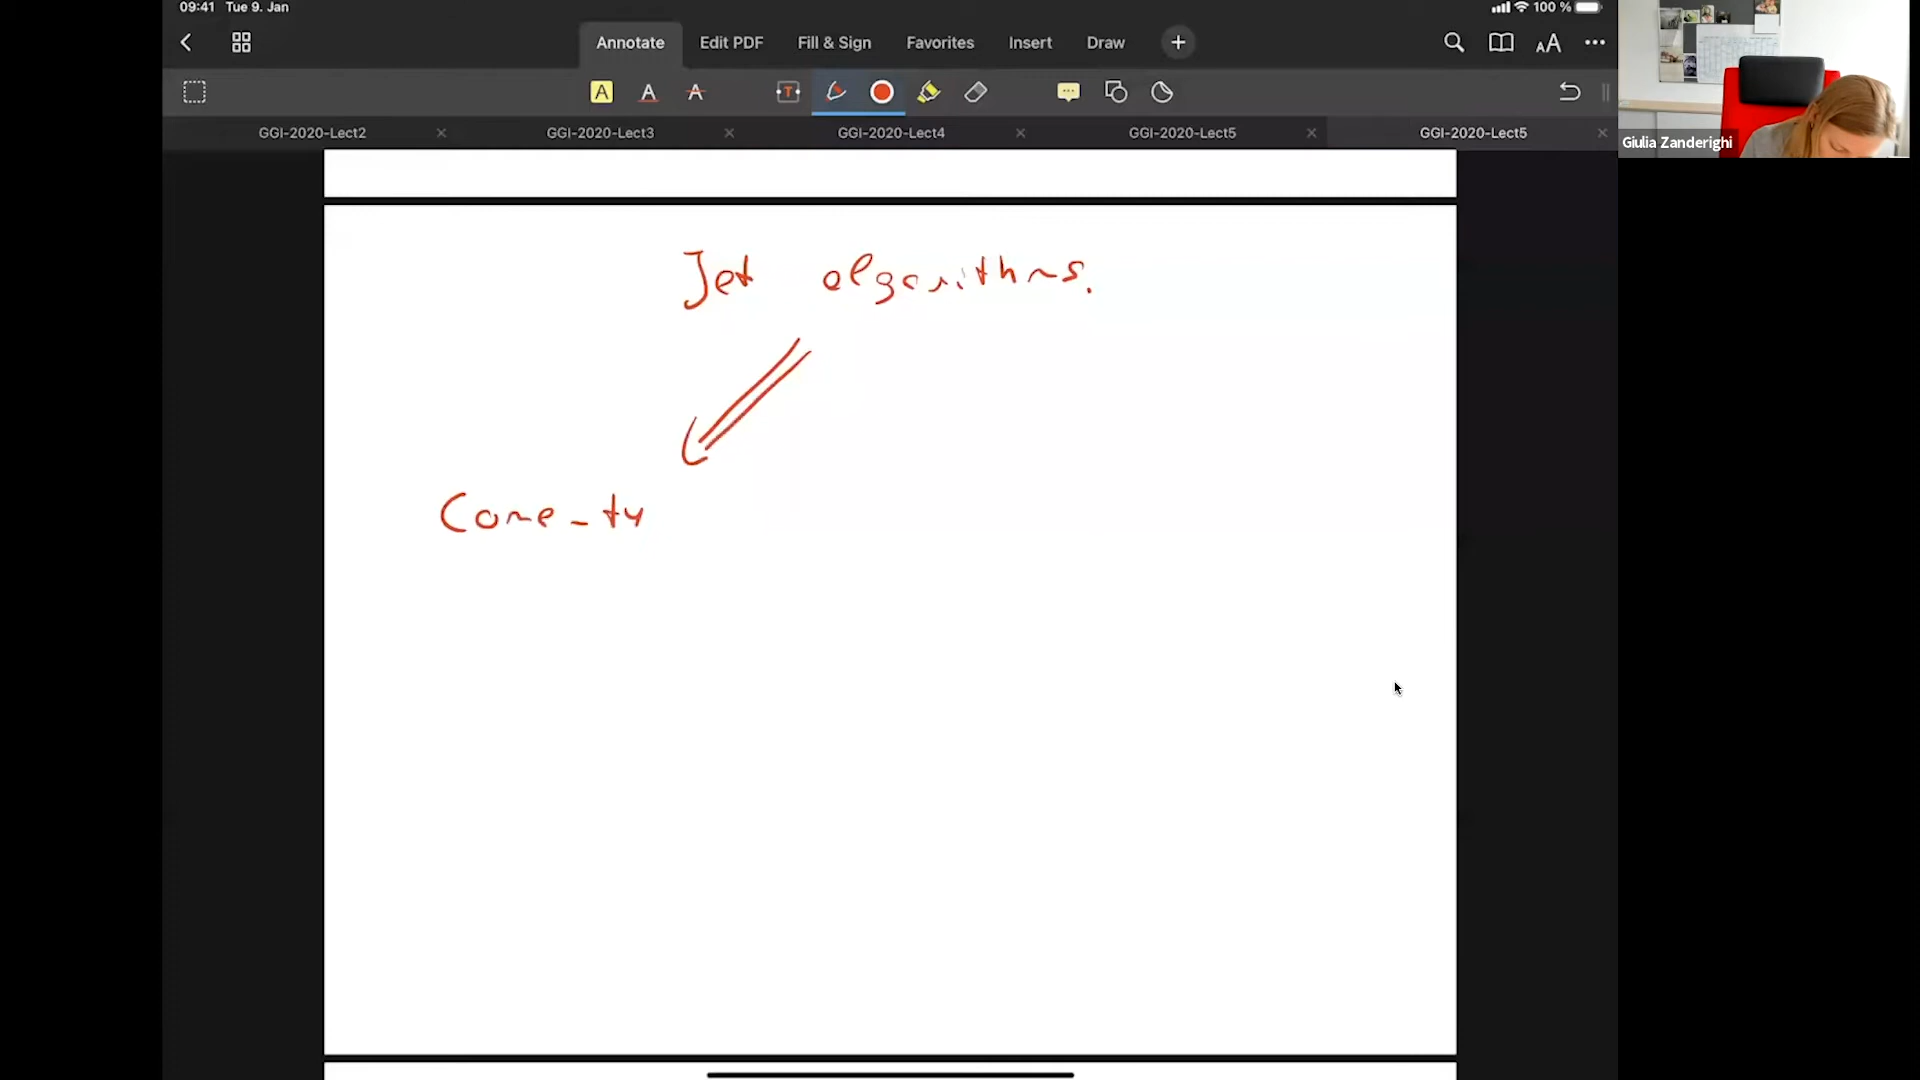 09:41 Tue 9. Jan
100 %
Annotate Edit PDF Fill & Sign Favorites Insert Draw
GGI-2020-Lect2 GGI-2020-Lect3 GGI-2020-Lect4 GGI-2020-Lect5 GGI-2020-Lect5
Giulia Zanderighi
Jet algorithms.
Cone-ty